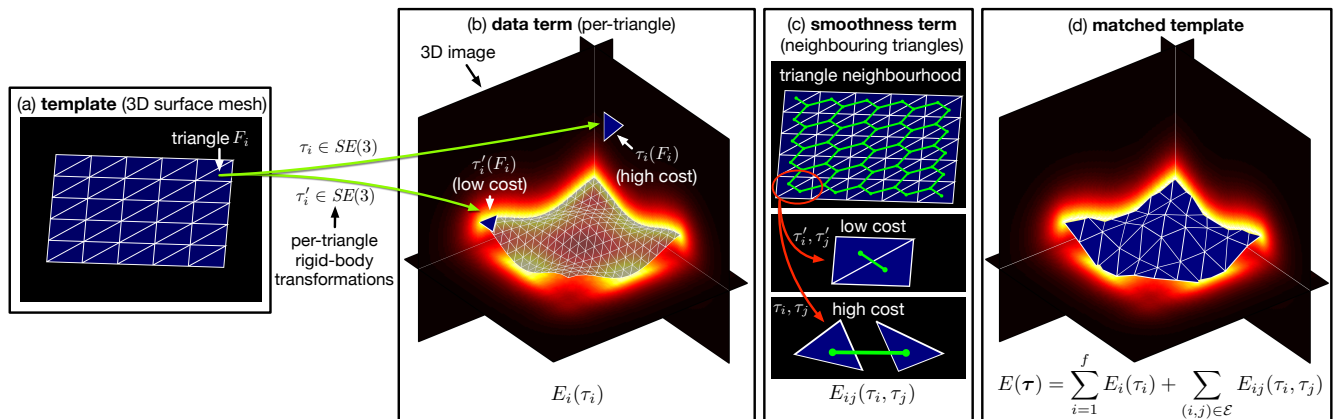 (a) template (3D surface mesh)
triangle F_i
τ_i ∈ SE(3)
τ′_i ∈ SE(3)
per-triangle
rigid-body
transformations
(b) data term (per-triangle)
3D image
τ′_i(F_i)
(low cost)
τ_i(F_i)
(high cost)
E_i(τ_i)
(c) smoothness term
(neighbouring triangles)
triangle neighbourhood
τ′_i, τ′_j
low cost
τ_i, τ_j
high cost
E_ij(τ_i, τ_j)
(d) matched template
E(τ) = ∑_{i=1}^{f} E_i(τ_i) + ∑_{(i,j)∈ℰ} E_ij(τ_i, τ_j)